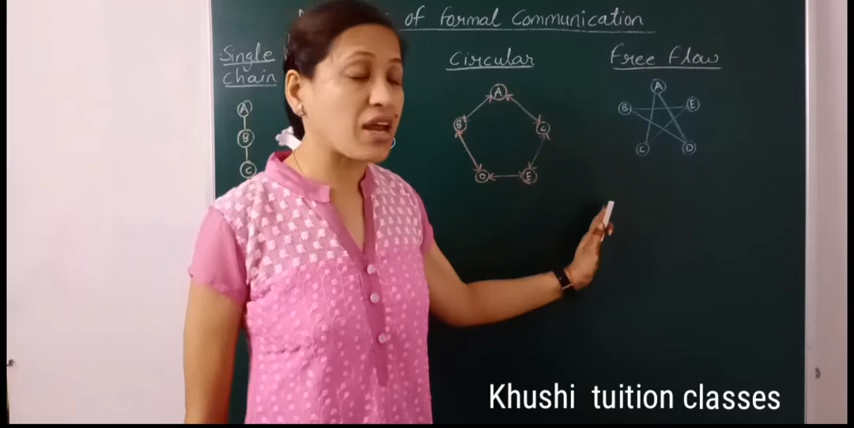 of Formal Communication
Single
Chain
Circular
Free Flow
A
B
C
A
B
C
D
E
A
B
E
C
D
Khushi tuition classes